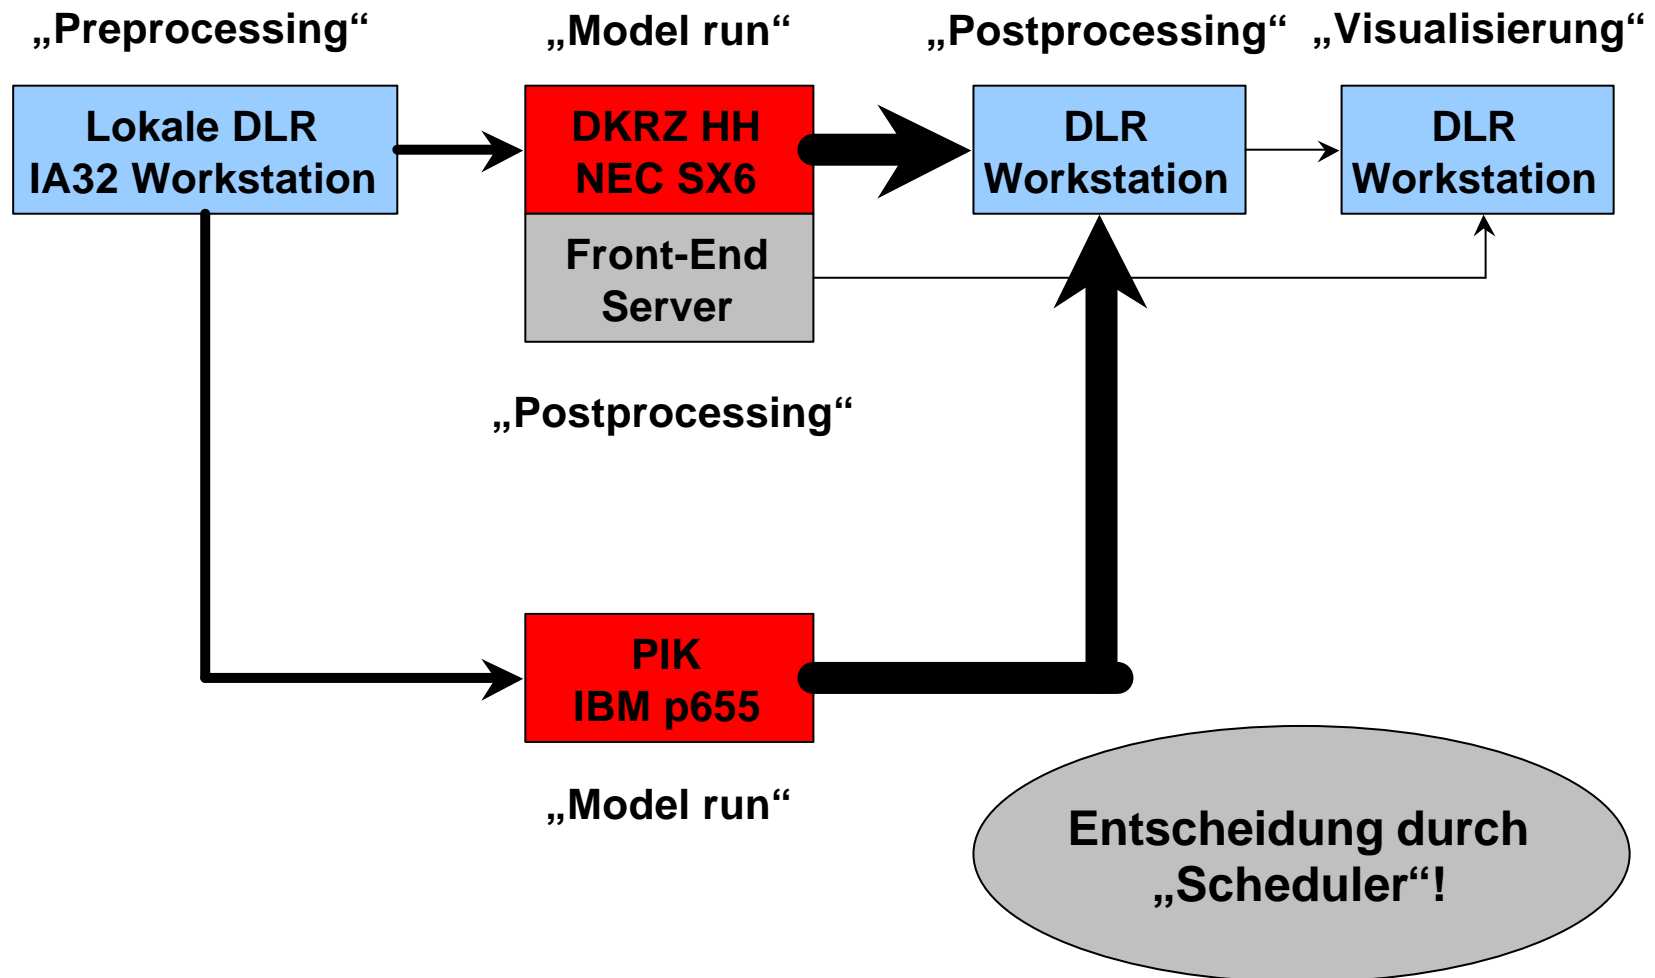 „Preprocessing“
„Model run“
„Postprocessing“
„Visualisierung“
Lokale DLR
IA32 Workstation
DKRZ HH
NEC SX6
DLR
Workstation
DLR
Workstation
Front-End
Server
„Postprocessing“
PIK
IBM p655
„Model run“
Entscheidung durch
„Scheduler“!